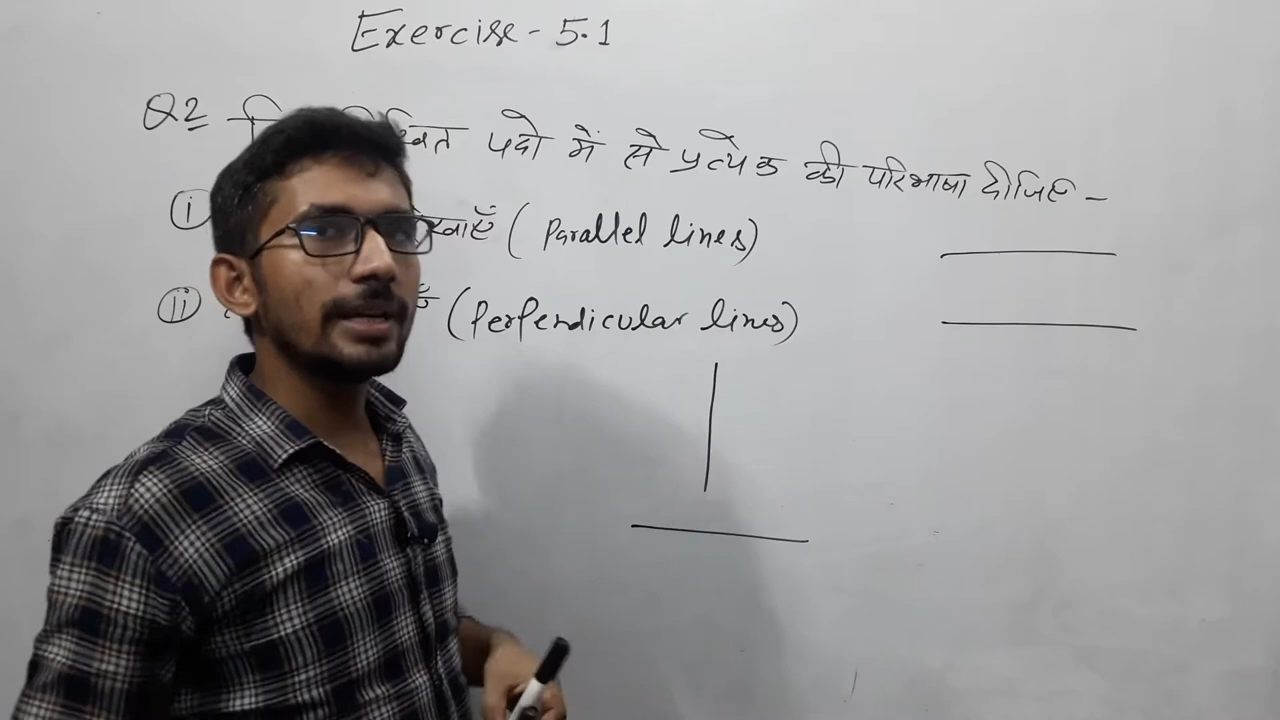 Exercise - 5.1
Q2 पदो में से प्रत्येक की परिभाषा दीजिए -
(i) (Parallel lines)
(ii) (Perpendicular lines)